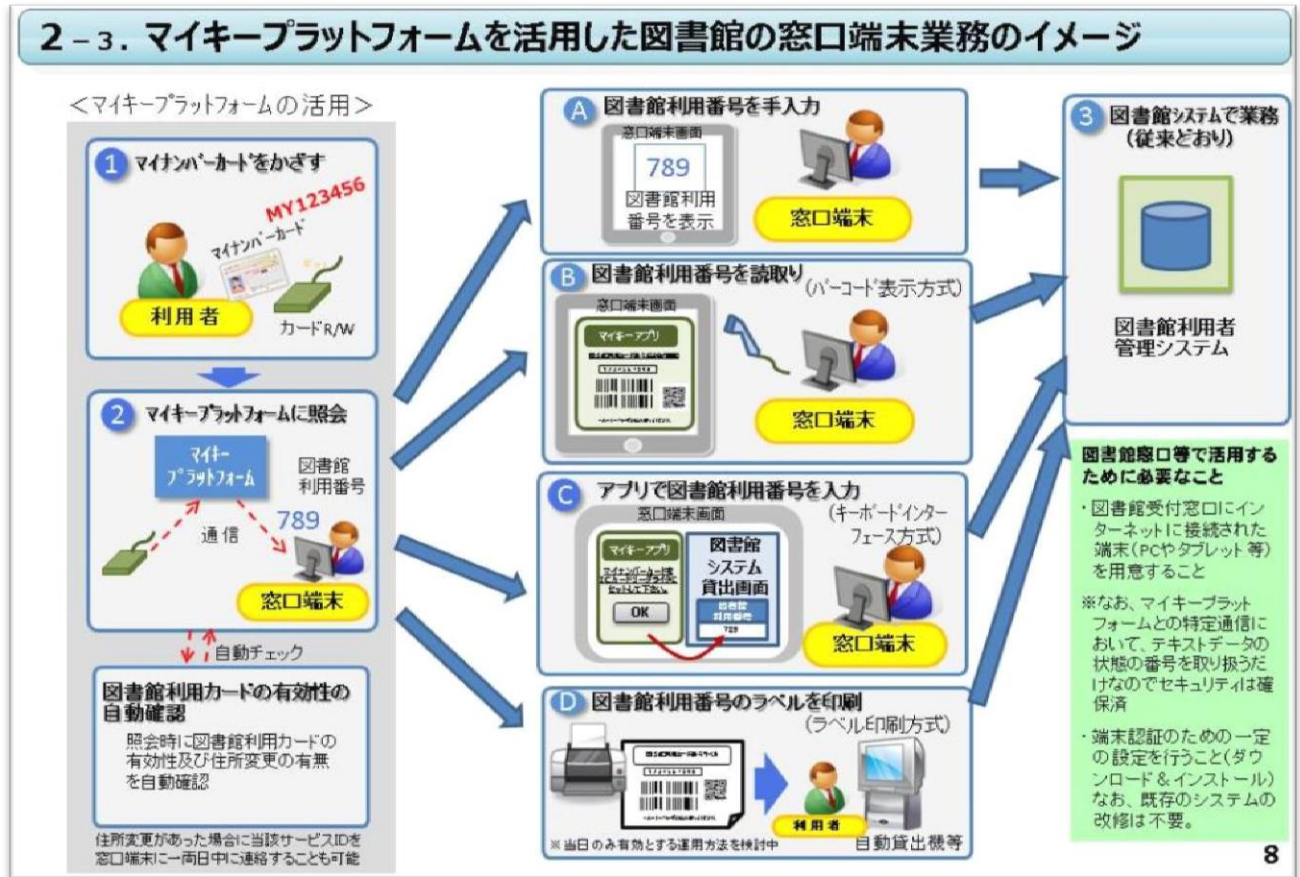 2－3．マイキープラットフォームを活用した図書館の窓口端末業務のイメージ
＜マイキープラットフォームの活用＞
1 マイナンバーカードをかざす
MY123456
マイナンバーカード
利用者
カードR/W
2 マイキープラットフォームに照会
マイキー
プラットフォーム
図書館
利用番号
789
通信
窓口端末
自動チェック
図書館利用カードの有効性の
自動確認
照会時に図書館利用カードの
有効性及び住所変更の有無
を自動確認
住所変更があった場合に当該サービスIDを
窓口端末に一両日中に連絡することも可能
A 図書館利用番号を手入力
窓口端末画面
789
図書館利用
番号を表示
窓口端末
B 図書館利用番号を読取り
(バーコード表示方式)
窓口端末画面
マイキーアプリ
窓口端末
C アプリで図書館利用番号を入力
窓口端末画面
(キーボードインター
フェース方式)
マイキーアプリ
OK
図書館
システム
貸出画面
図書館
利用番号
789
窓口端末
D 図書館利用番号のラベルを印刷
(ラベル印刷方式)
利用者
※当日のみ有効とする運用方法を検討中
自動貸出機等
3 図書館システムで業務
(従来どおり)
図書館利用者
管理システム
図書館窓口等で活用する
ために必要なこと
・図書館受付窓口にイン
ターネットに接続された
端末(PCやタブレット等)
を用意すること
※なお、マイキープラット
フォームとの特定通信に
おいて、テキストデータの
状態の番号を取り扱うだ
けなのでセキュリティは確
保済
・端末認証のための一定
の設定を行うこと(ダウ
ンロード＆インストール)
なお、既存のシステムの
改修は不要。
8